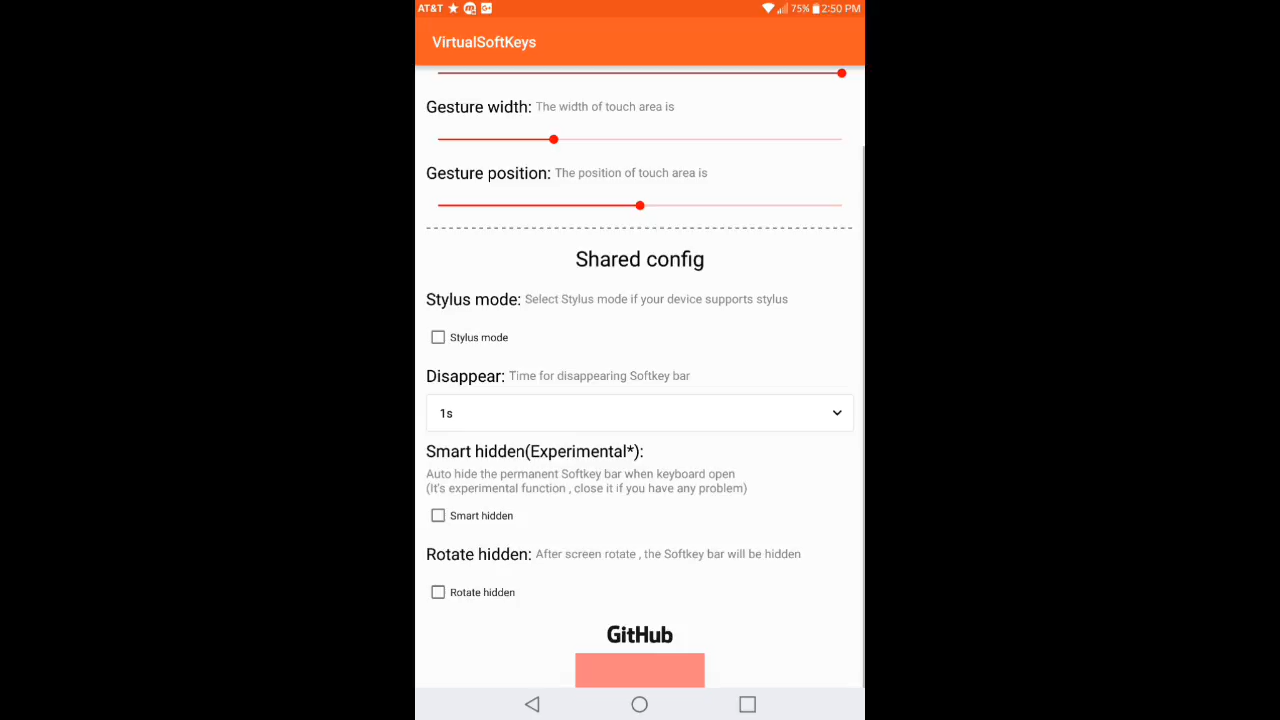 AT&T 75% 2:50 PM
VirtualSoftKeys
Gesture width: The width of touch area is
Gesture position: The position of touch area is
Shared config
Stylus mode: Select Stylus mode if your device supports stylus
Stylus mode
Disappear: Time for disappearing Softkey bar
1s
Smart hidden(Experimental*):
Auto hide the permanent Softkey bar when keyboard open
(It's experimental function , close it if you have any problem)
Smart hidden
Rotate hidden: After screen rotate , the Softkey bar will be hidden
Rotate hidden
GitHub